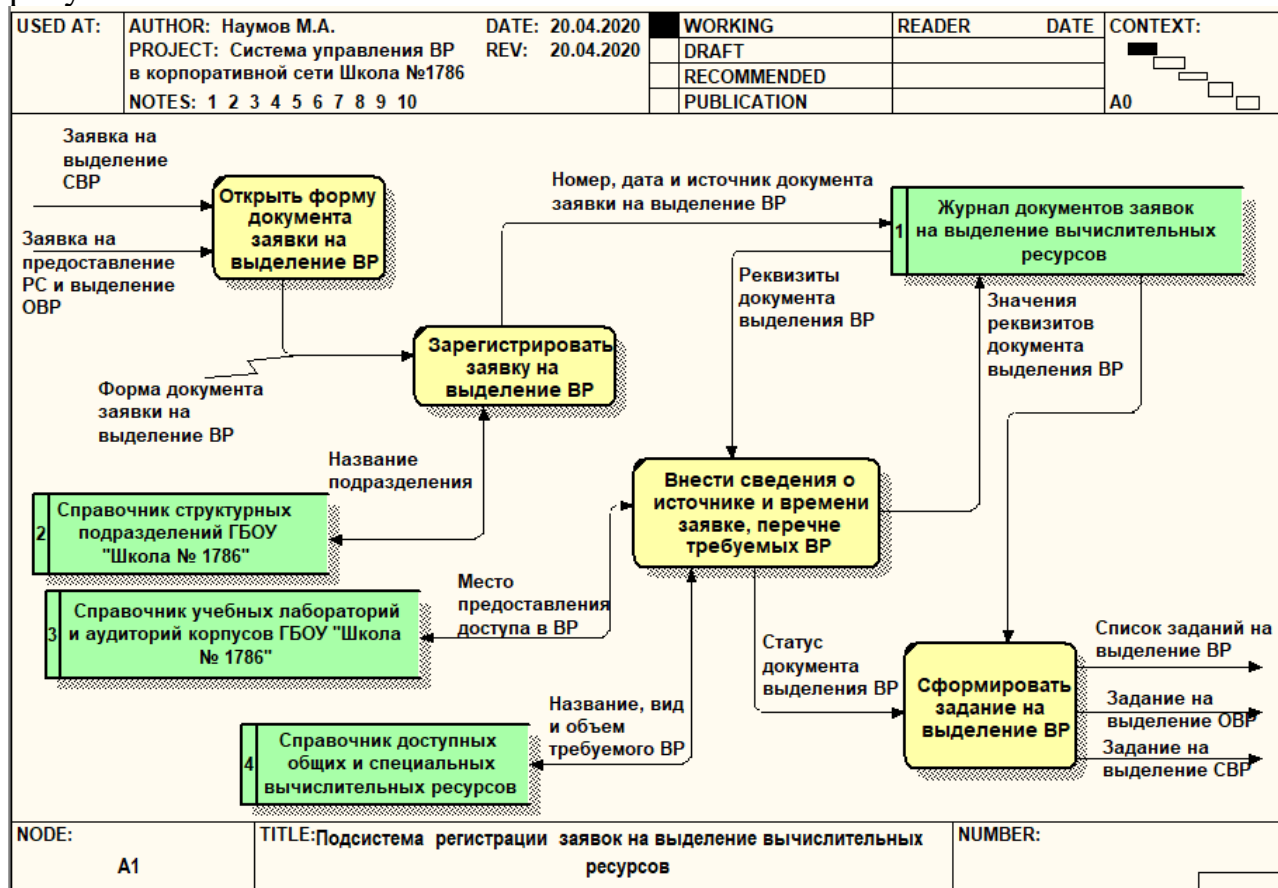 USED AT:
AUTHOR: Наумов М.А.
DATE: 20.04.2020
PROJECT: Система управления ВР
в корпоративной сети Школа №1786
REV: 20.04.2020
NOTES: 1 2 3 4 5 6 7 8 9 10
WORKING
DRAFT
RECOMMENDED
PUBLICATION
READER
DATE
CONTEXT:
A0
Заявка на
выделение
СВР
Заявка на
предоставление
РС и выделение
ОВР
Открыть форму
документа
заявки на
выделение ВР
Номер, дата и источник документа
заявки на выделение ВР
1
Журнал документов заявок
на выделение вычислительных
ресурсов
Реквизиты
документа
выделения ВР
Значения
реквизитов
документа
выделения ВР
Зарегистрировать
заявку на
выделение ВР
Форма документа
заявки на
выделение ВР
Название
подразделения
2
Справочник структурных
подразделений ГБОУ
"Школа № 1786"
Внести сведения о
источнике и времени
заявке, перечне
требуемых ВР
3
Справочник учебных лабораторий
и аудиторий корпусов ГБОУ "Школа
№ 1786"
Место
предоставления
доступа в ВР
Статус
документа
выделения ВР
Сформировать
задание на
выделение ВР
Список заданий на
выделение ВР
Задание на
выделение ОВР
Задание на
выделение СВР
Название, вид
и объем
требуемого ВР
4
Справочник доступных
общих и специальных
вычислительных ресурсов
NODE:
A1
TITLE: Подсистема регистрации заявок на выделение вычислительных
ресурсов
NUMBER: